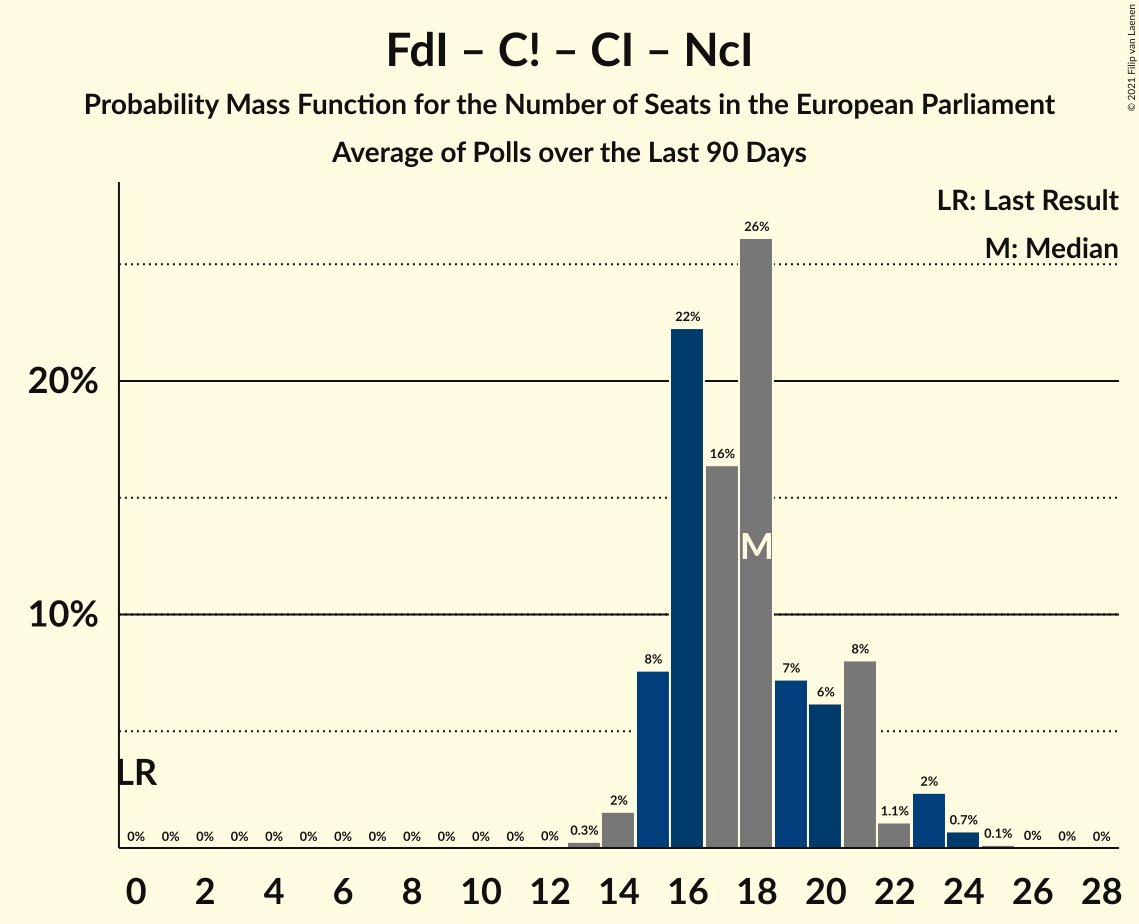 FdI – C! – CI – NcI
Probability Mass Function for the Number of Seats in the European Parliament
Average of Polls over the Last 90 Days
© 2021 Filip van Laenen
LR: Last Result
M: Median
20%
10%
LR
M
0% 0% 0% 0% 0% 0% 0% 0% 0% 0% 0% 0% 0% 0.3% 2% 8% 22% 16% 26% 7% 6% 8% 1.1% 2% 0.7% 0.1% 0% 0% 0%
0 2 4 6 8 10 12 14 16 18 20 22 24 26 28